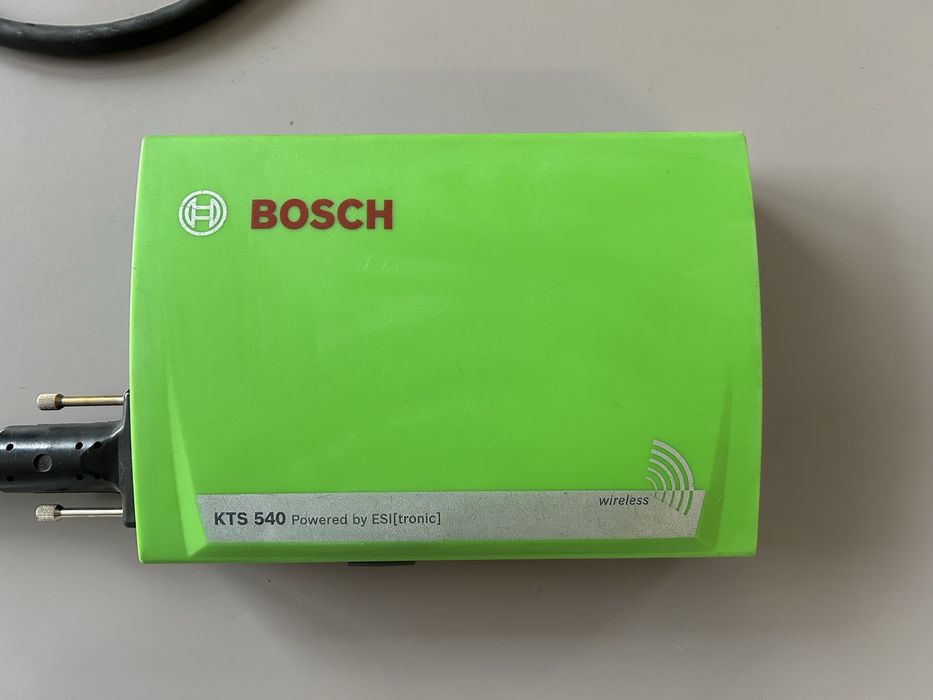 BOSCH
wireless
KTS 540 Powered by ESI[tronic]